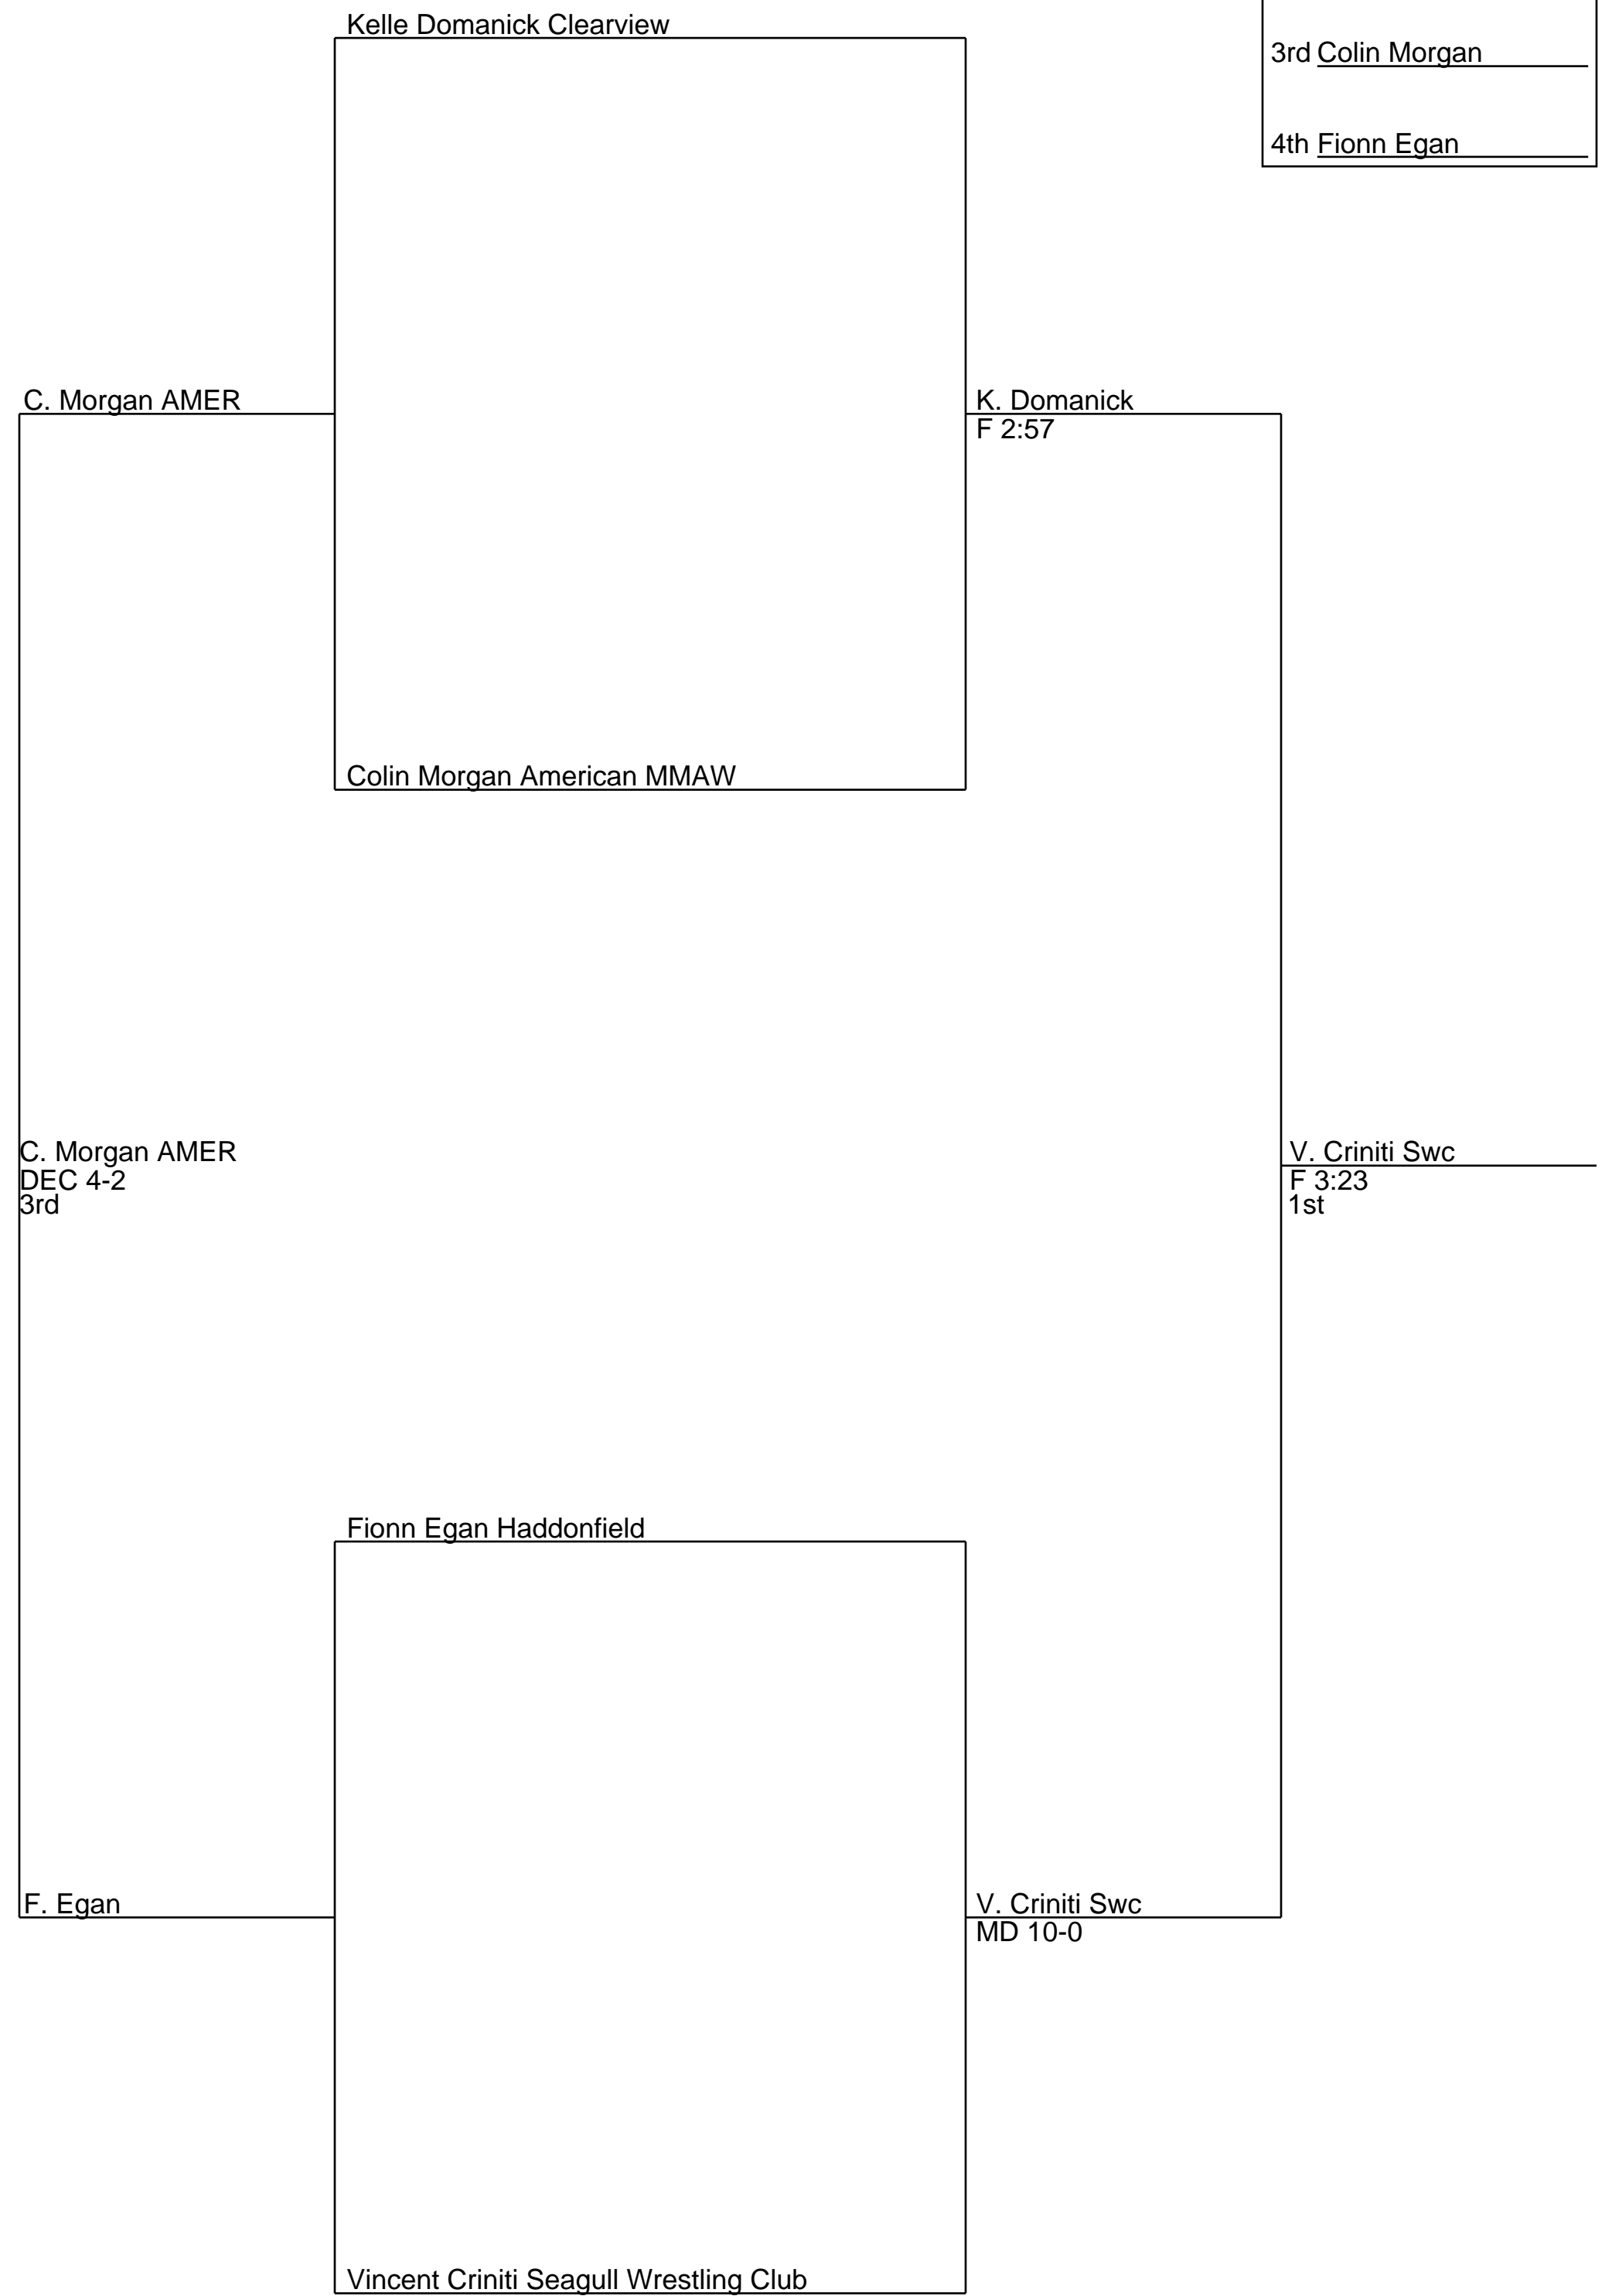 Kelle Domanick Clearview
3rd Colin Morgan
4th Fionn Egan
C. Morgan AMER
K. Domanick
F 2:57
Colin Morgan American MMAW
C. Morgan AMER
DEC 4-2
3rd
V. Criniti Swc
F 3:23
1st
Fionn Egan Haddonfield
F. Egan
V. Criniti Swc
MD 10-0
Vincent Criniti Seagull Wrestling Club